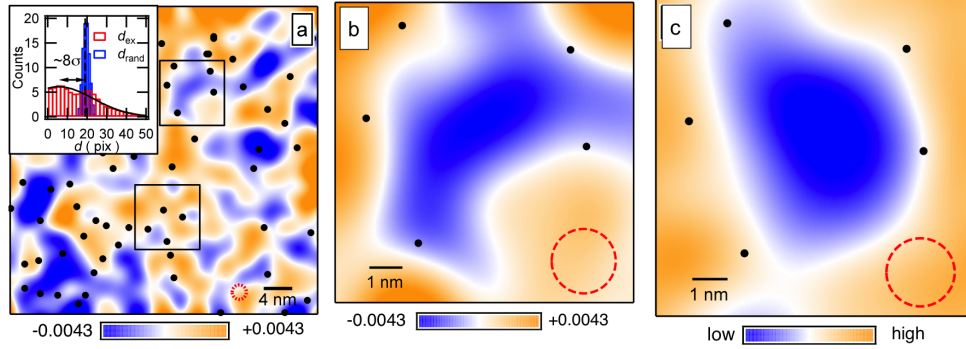 a
b
c
20
15
10
5
0
Counts
d_ex
d_rand
~8σ
0 10 20 30 40 50
d ( pix )
4 nm
1 nm
1 nm
-0.0043 +0.0043
-0.0043 +0.0043
low high